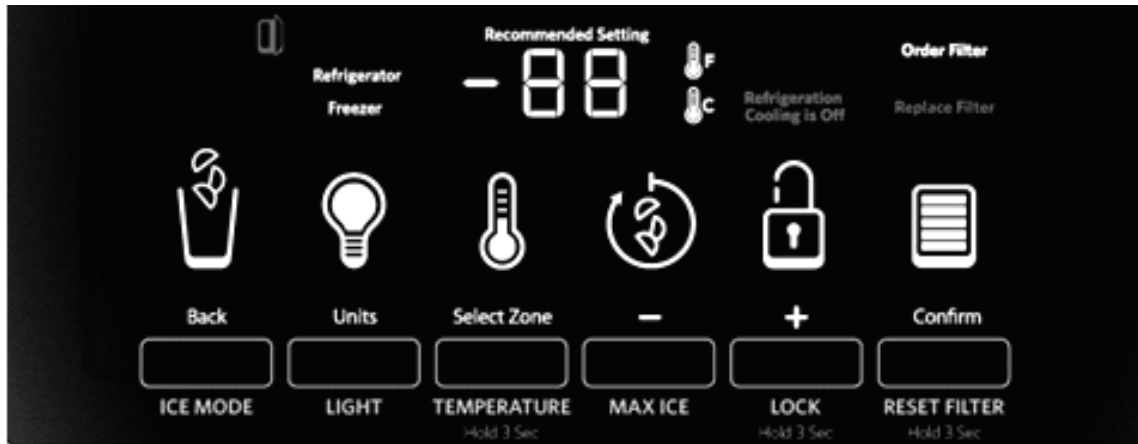 Recommended Setting
Refrigerator
Freezer
-88
F
C
Order Filter
Refrigeration
Cooling is Off
Replace Filter
Back Units Select Zone − + Confirm
ICE MODE LIGHT TEMPERATURE MAX ICE LOCK RESET FILTER
Hold 3 Sec Hold 3 Sec Hold 3 Sec